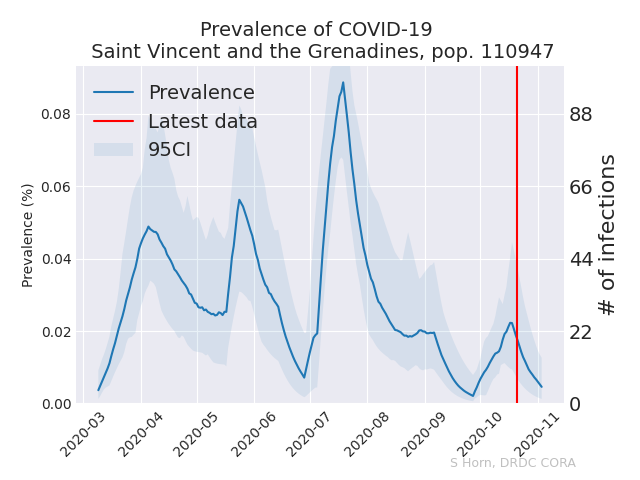 Prevalence of COVID-19
Saint Vincent and the Grenadines, pop. 110947
Prevalence
Latest data
95CI
Prevalence (%)
0.08
0.06
0.04
0.02
0.00
88
66
44
22
0
# of infections
2020-03
2020-04
2020-05
2020-06
2020-07
2020-08
2020-09
2020-10
2020-11
S Horn, DRDC CORA